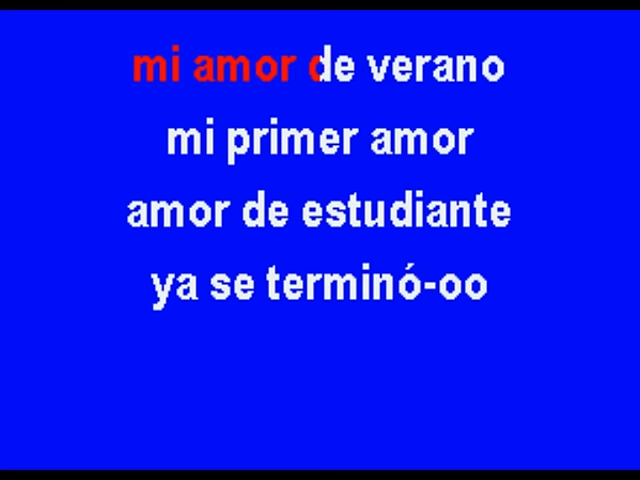 mi amor de verano
mi primer amor
amor de estudiante
ya se terminó-oo